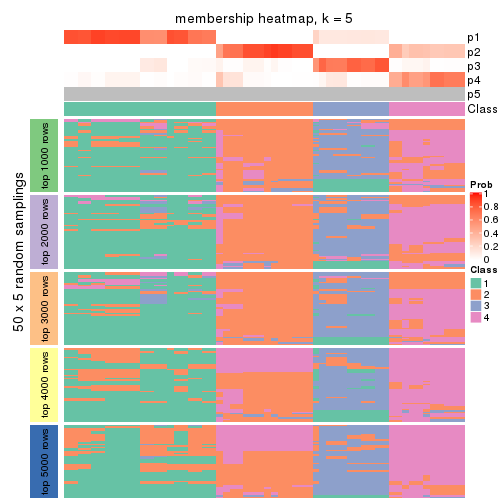 membership heatmap, k = 5
p1
p2
p3
p4
p5
Class
50 x 5 random samplings
top 1000 rows
top 2000 rows
top 3000 rows
top 4000 rows
top 5000 rows
Prob
1
0.8
0.6
0.4
0.2
0
Class
1
2
3
4